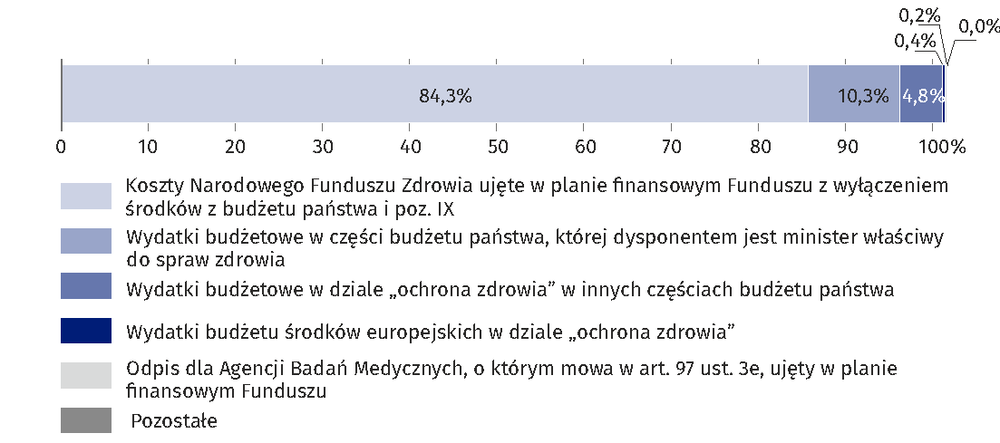 0,2%
0,0%
0,4%
84,3%
10,3%
4,8%
0 10 20 30 40 50 60 70 80 90 100%
Koszty Narodowego Funduszu Zdrowia ujęte w planie finansowym Funduszu z wyłączeniem
środków z budżetu państwa i poz. IX
Wydatki budżetowe w części budżetu państwa, której dysponentem jest minister właściwy
do spraw zdrowia
Wydatki budżetowe w dziale „ochrona zdrowia” w innych częściach budżetu państwa
Wydatki budżetu środków europejskich w dziale „ochrona zdrowia”
Odpis dla Agencji Badań Medycznych, o którym mowa w art. 97 ust. 3e, ujęty w planie
finansowym Funduszu
Pozostałe